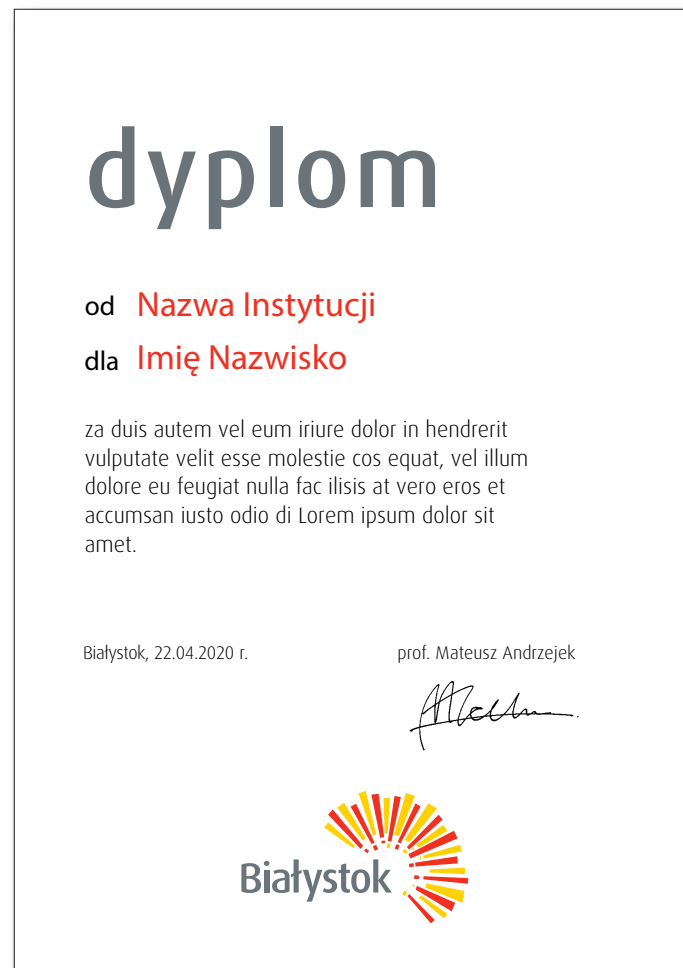 dyplom
od Nazwa Instytucji
dla Imię Nazwisko
za duis autem vel eum iriure dolor in hendrerit
vulputate velit esse molestie cos equat, vel illum
dolore eu feugiat nulla fac ilisis at vero eros et
accumsan iusto odio di Lorem ipsum dolor sit
amet.
Białystok, 22.04.2020 r.
prof. Mateusz Andrzejek
Białystok